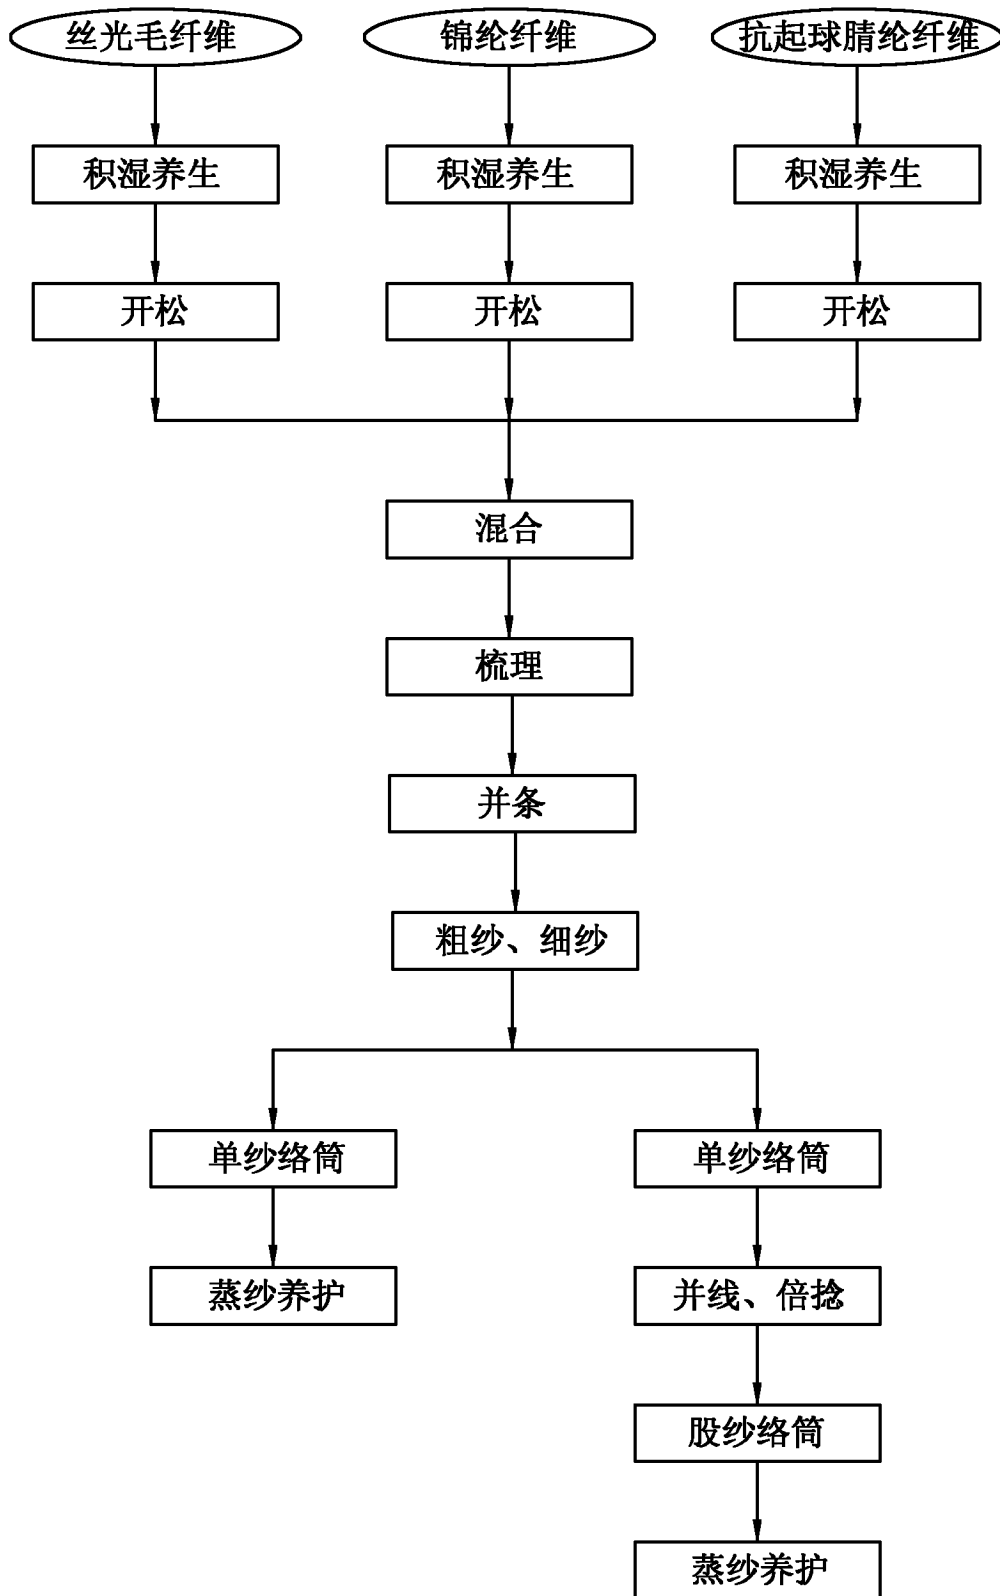 丝光毛纤维 锦纶纤维 抗起球腈纶纤维
积湿养生 积湿养生 积湿养生
开松 开松 开松
混合
梳理
并条
粗纱、细纱
单纱络筒 单纱络筒
蒸纱养护 并线、倍捻
股纱络筒
蒸纱养护